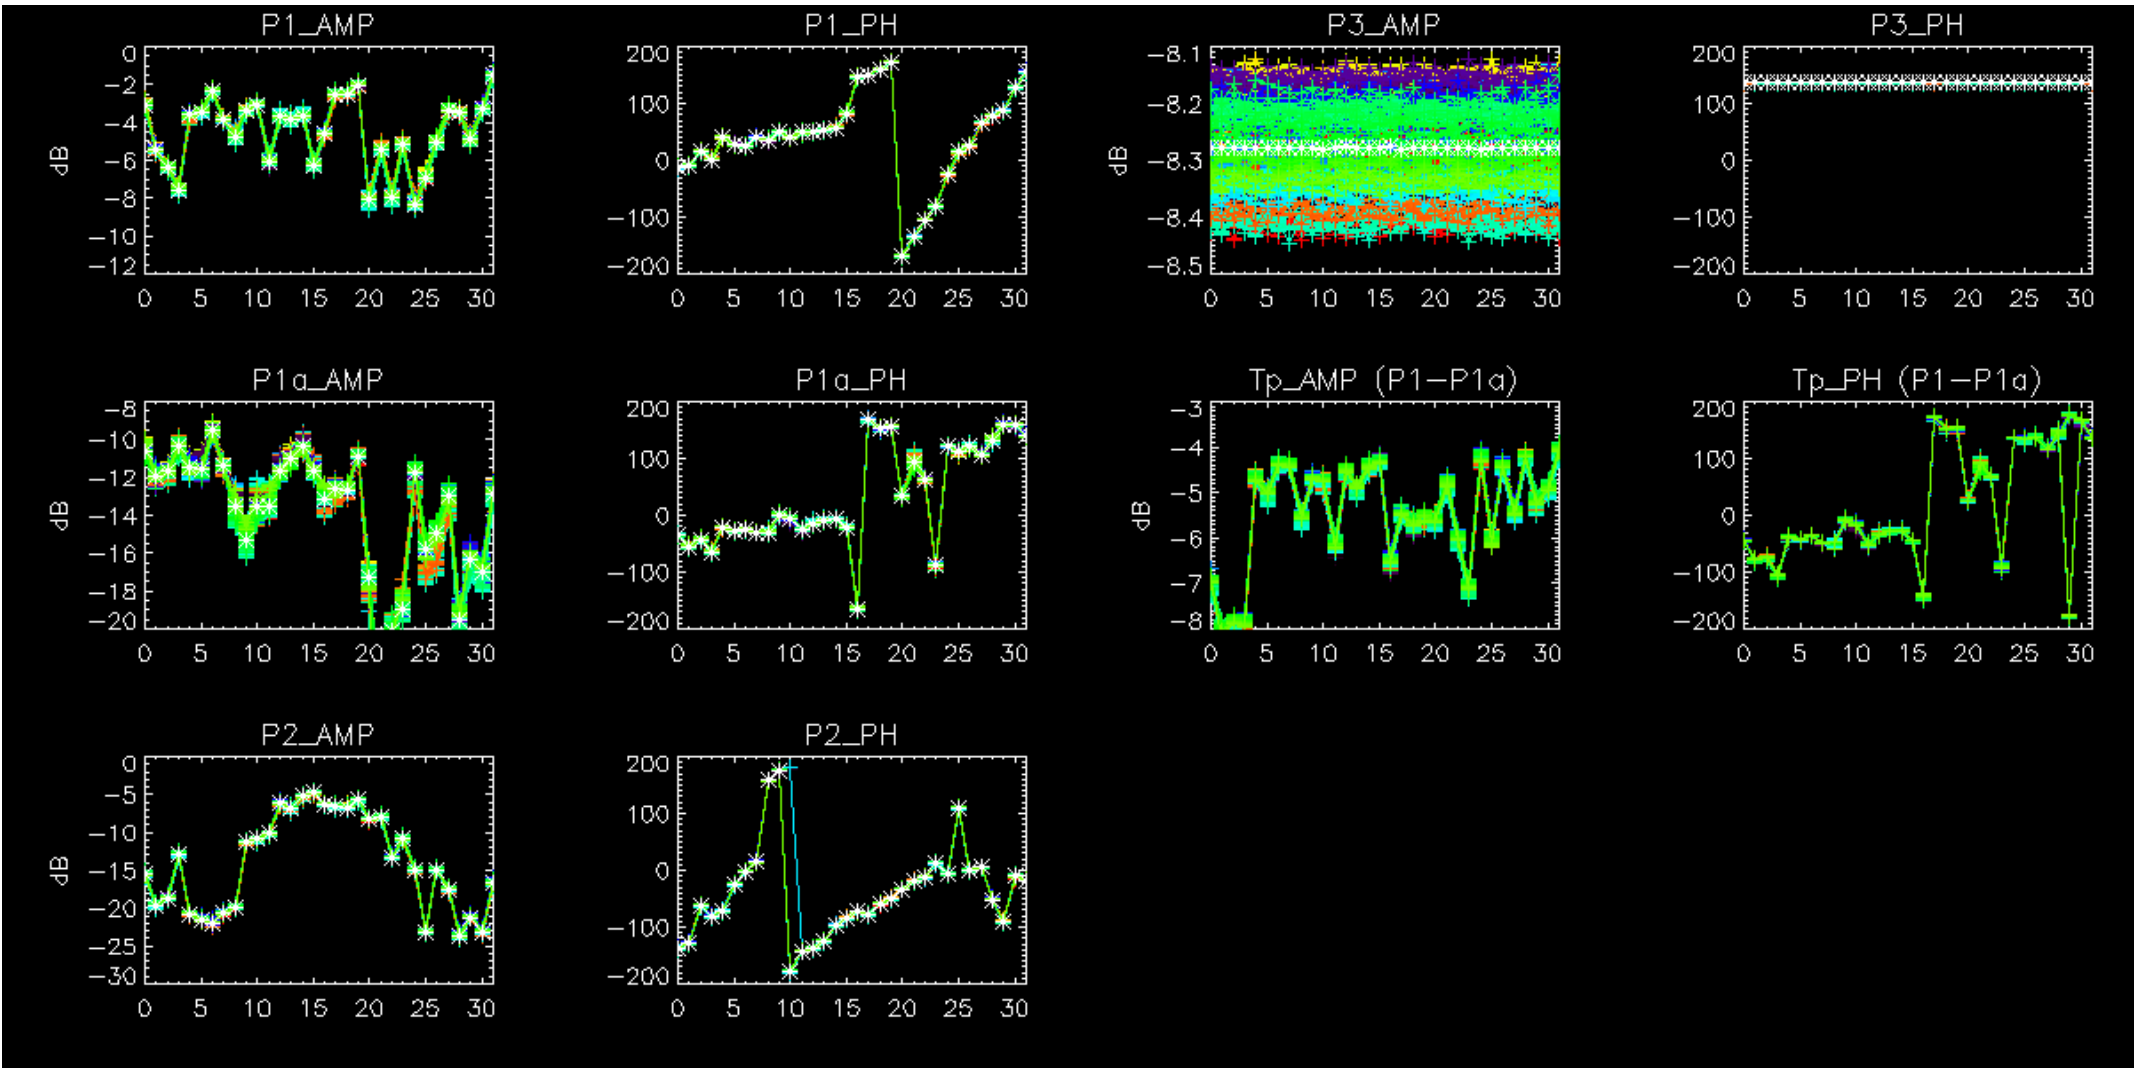 P1_AMP
P1_PH
P3_AMP
P3_PH
0
-2
-4
-6
-8
-10
-12
dB
0 5 10 15 20 25 30
200
100
0
-100
-200
0 5 10 15 20 25 30
-8.1
-8.2
-8.3
-8.4
-8.5
dB
0 5 10 15 20 25 30
200
100
0
-100
-200
0 5 10 15 20 25 30
P1a_AMP
P1a_PH
Tp_AMP (P1-P1a)
Tp_PH (P1-P1a)
-8
-10
-12
-14
-16
-18
-20
dB
0 5 10 15 20 25 30
200
100
0
-100
-200
0 5 10 15 20 25 30
-3
-4
-5
-6
-7
-8
dB
0 5 10 15 20 25 30
200
100
0
-100
-200
0 5 10 15 20 25 30
P2_AMP
P2_PH
0
-5
-10
-15
-20
-25
-30
dB
0 5 10 15 20 25 30
200
100
0
-100
-200
0 5 10 15 20 25 30